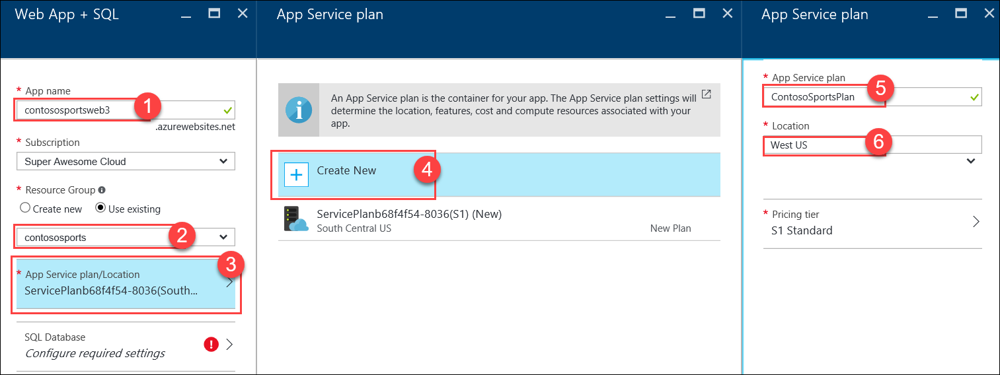 Web App + SQL
* App name
contososportsweb3
1
.azurewebsites.net
* Subscription
Super Awesome Cloud
* Resource Group
Create new
Use existing
contososports
2
* App Service plan/Location
3
ServicePlanb68f4f54-8036(South...
SQL Database
Configure required settings
App Service plan
An App Service plan is the container for your app. The App Service plan settings will
determine the location, features, cost and compute resources associated with your
app.
Create New
4
ServicePlanb68f4f54-8036(S1) (New)
South Central US
New Plan
App Service plan
* App Service plan
ContosoSportsPlan
5
* Location
West US
6
* Pricing tier
S1 Standard